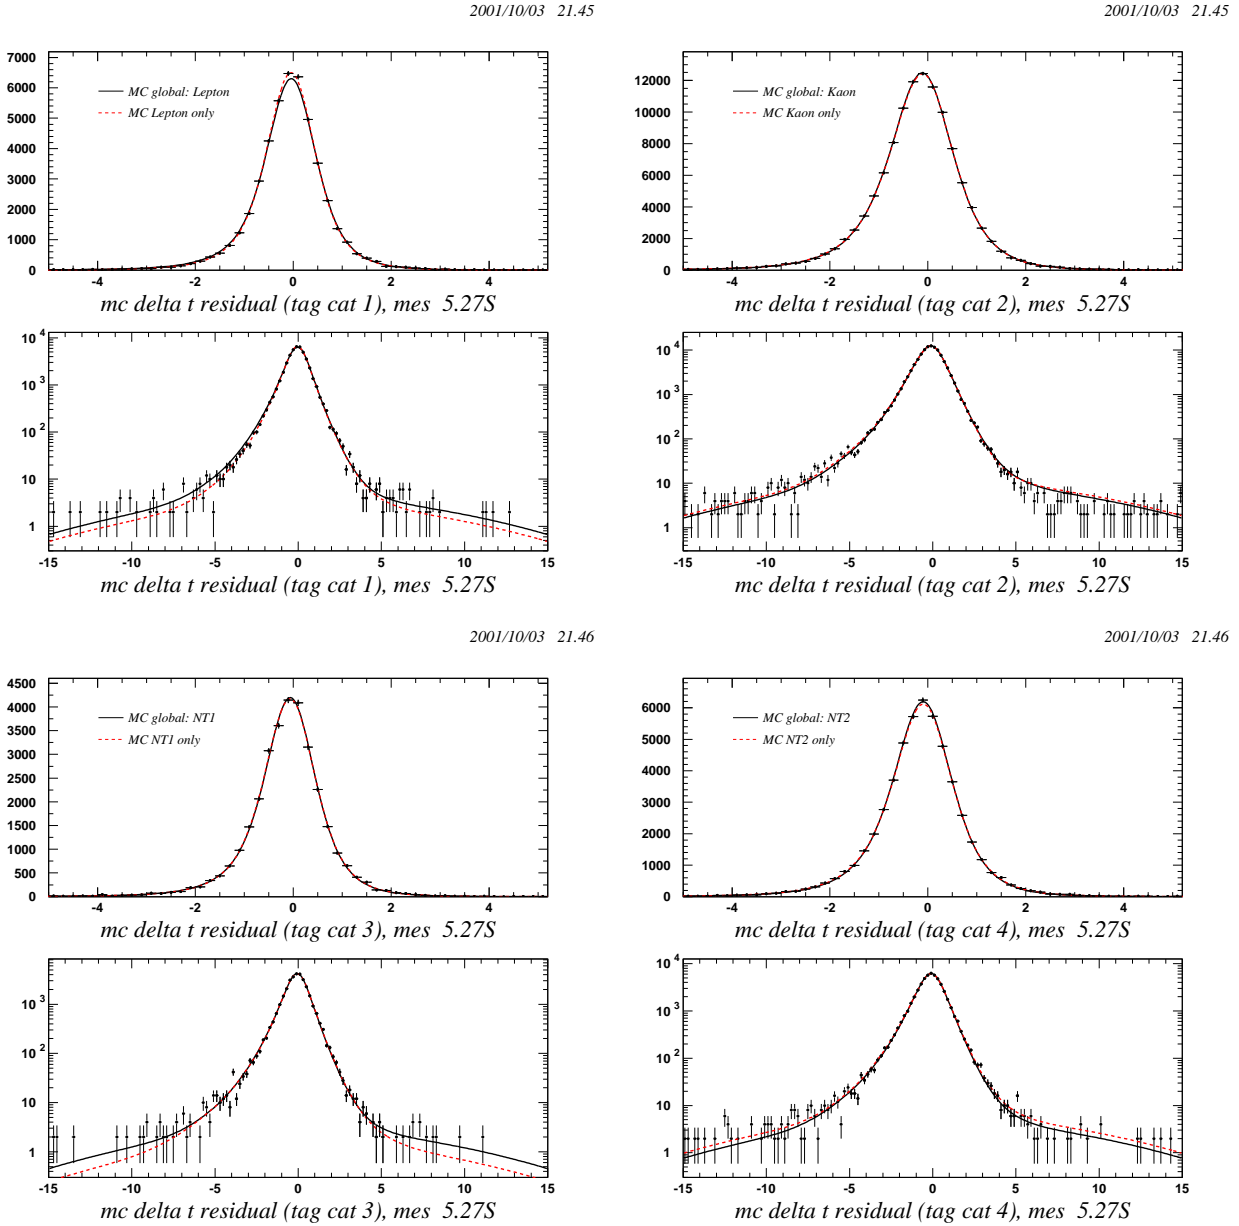 2001/10/03 21.45
7000
6000
5000
4000
3000
2000
1000
0
MC global: Lepton
MC Lepton only
-4 -2 0 2 4
mc delta t residual (tag cat 1), mes 5.27S
10 4
10 3
10 2
10
1
-15 -10 -5 0 5 10 15
mc delta t residual (tag cat 1), mes 5.27S
2001/10/03 21.45
12000
10000
8000
6000
4000
2000
0
MC global: Kaon
MC Kaon only
-4 -2 0 2 4
mc delta t residual (tag cat 2), mes 5.27S
10 4
10 3
10 2
10
1
-15 -10 -5 0 5 10 15
mc delta t residual (tag cat 2), mes 5.27S
2001/10/03 21.46
4500
4000
3500
3000
2500
2000
1500
1000
500
0
MC global: NT1
MC NT1 only
-4 -2 0 2 4
mc delta t residual (tag cat 3), mes 5.27S
10 3
10 2
10
1
-15 -10 -5 0 5 10 15
mc delta t residual (tag cat 3), mes 5.27S
2001/10/03 21.46
6000
5000
4000
3000
2000
1000
0
MC global: NT2
MC NT2 only
-4 -2 0 2 4
mc delta t residual (tag cat 4), mes 5.27S
10 4
10 3
10 2
10
1
-15 -10 -5 0 5 10 15
mc delta t residual (tag cat 4), mes 5.27S